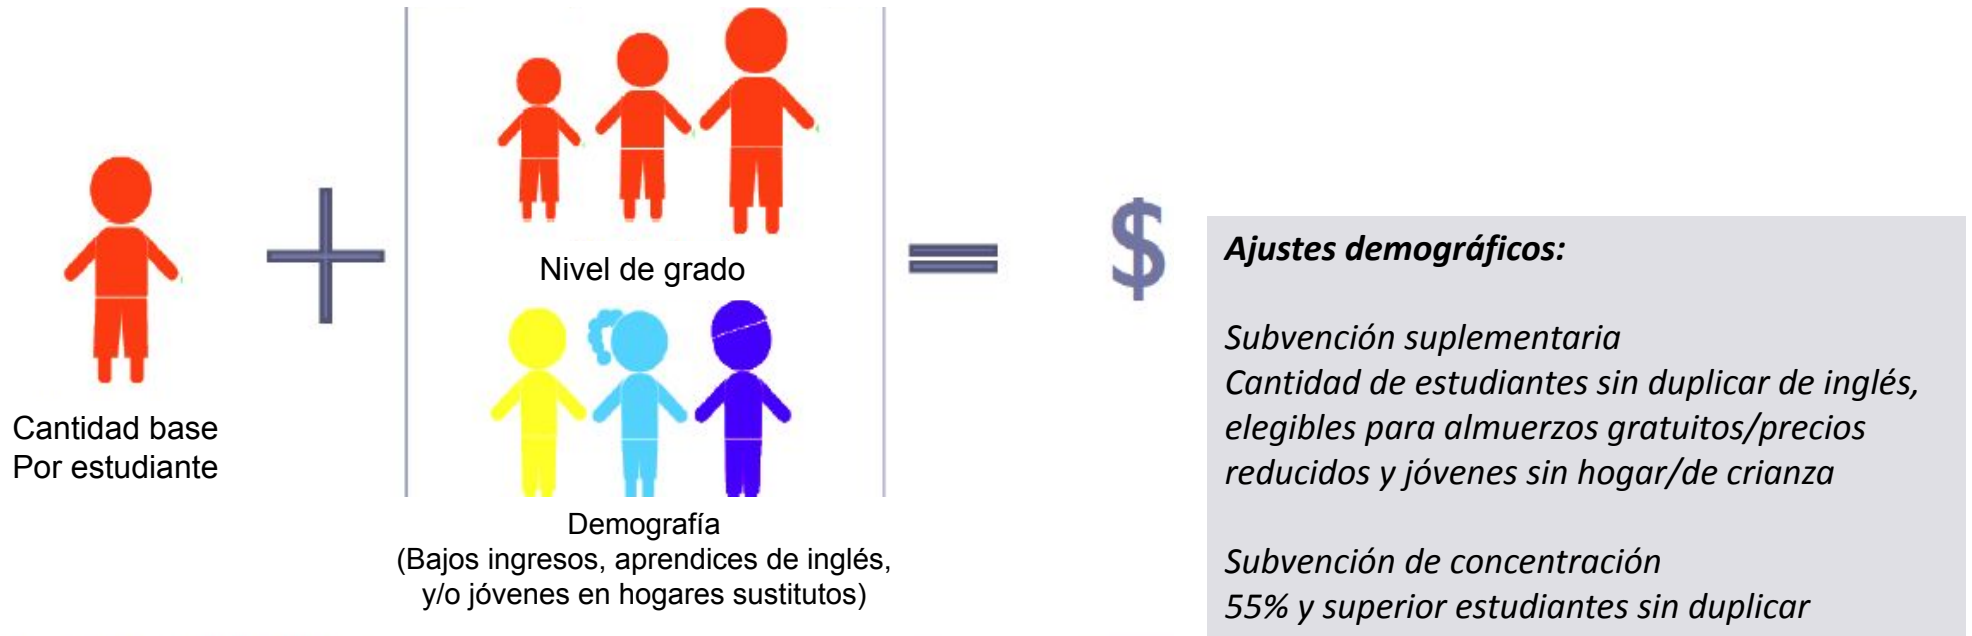 Cantidad base
Por estudiante
+
Nivel de grado
Demografía
(Bajos ingresos, aprendices de inglés,
y/o jóvenes en hogares sustitutos)
=
$
Ajustes demográficos:
Subvención suplementaria
Cantidad de estudiantes sin duplicar de inglés,
elegibles para almuerzos gratuitos/precios
reducidos y jóvenes sin hogar/de crianza
Subvención de concentración
55% y superior estudiantes sin duplicar